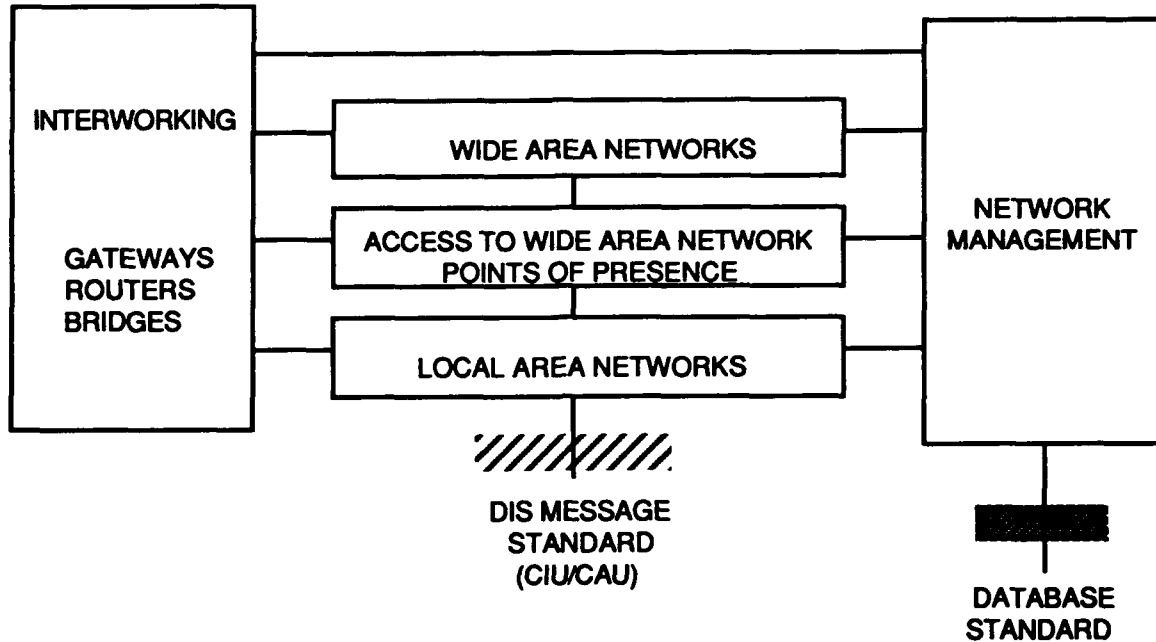 INTERWORKING
GATEWAYS
ROUTERS
BRIDGES
WIDE AREA NETWORKS
ACCESS TO WIDE AREA NETWORK
POINTS OF PRESENCE
LOCAL AREA NETWORKS
DIS MESSAGE
STANDARD
(CIU/CAU)
NETWORK
MANAGEMENT
DATABASE
STANDARD